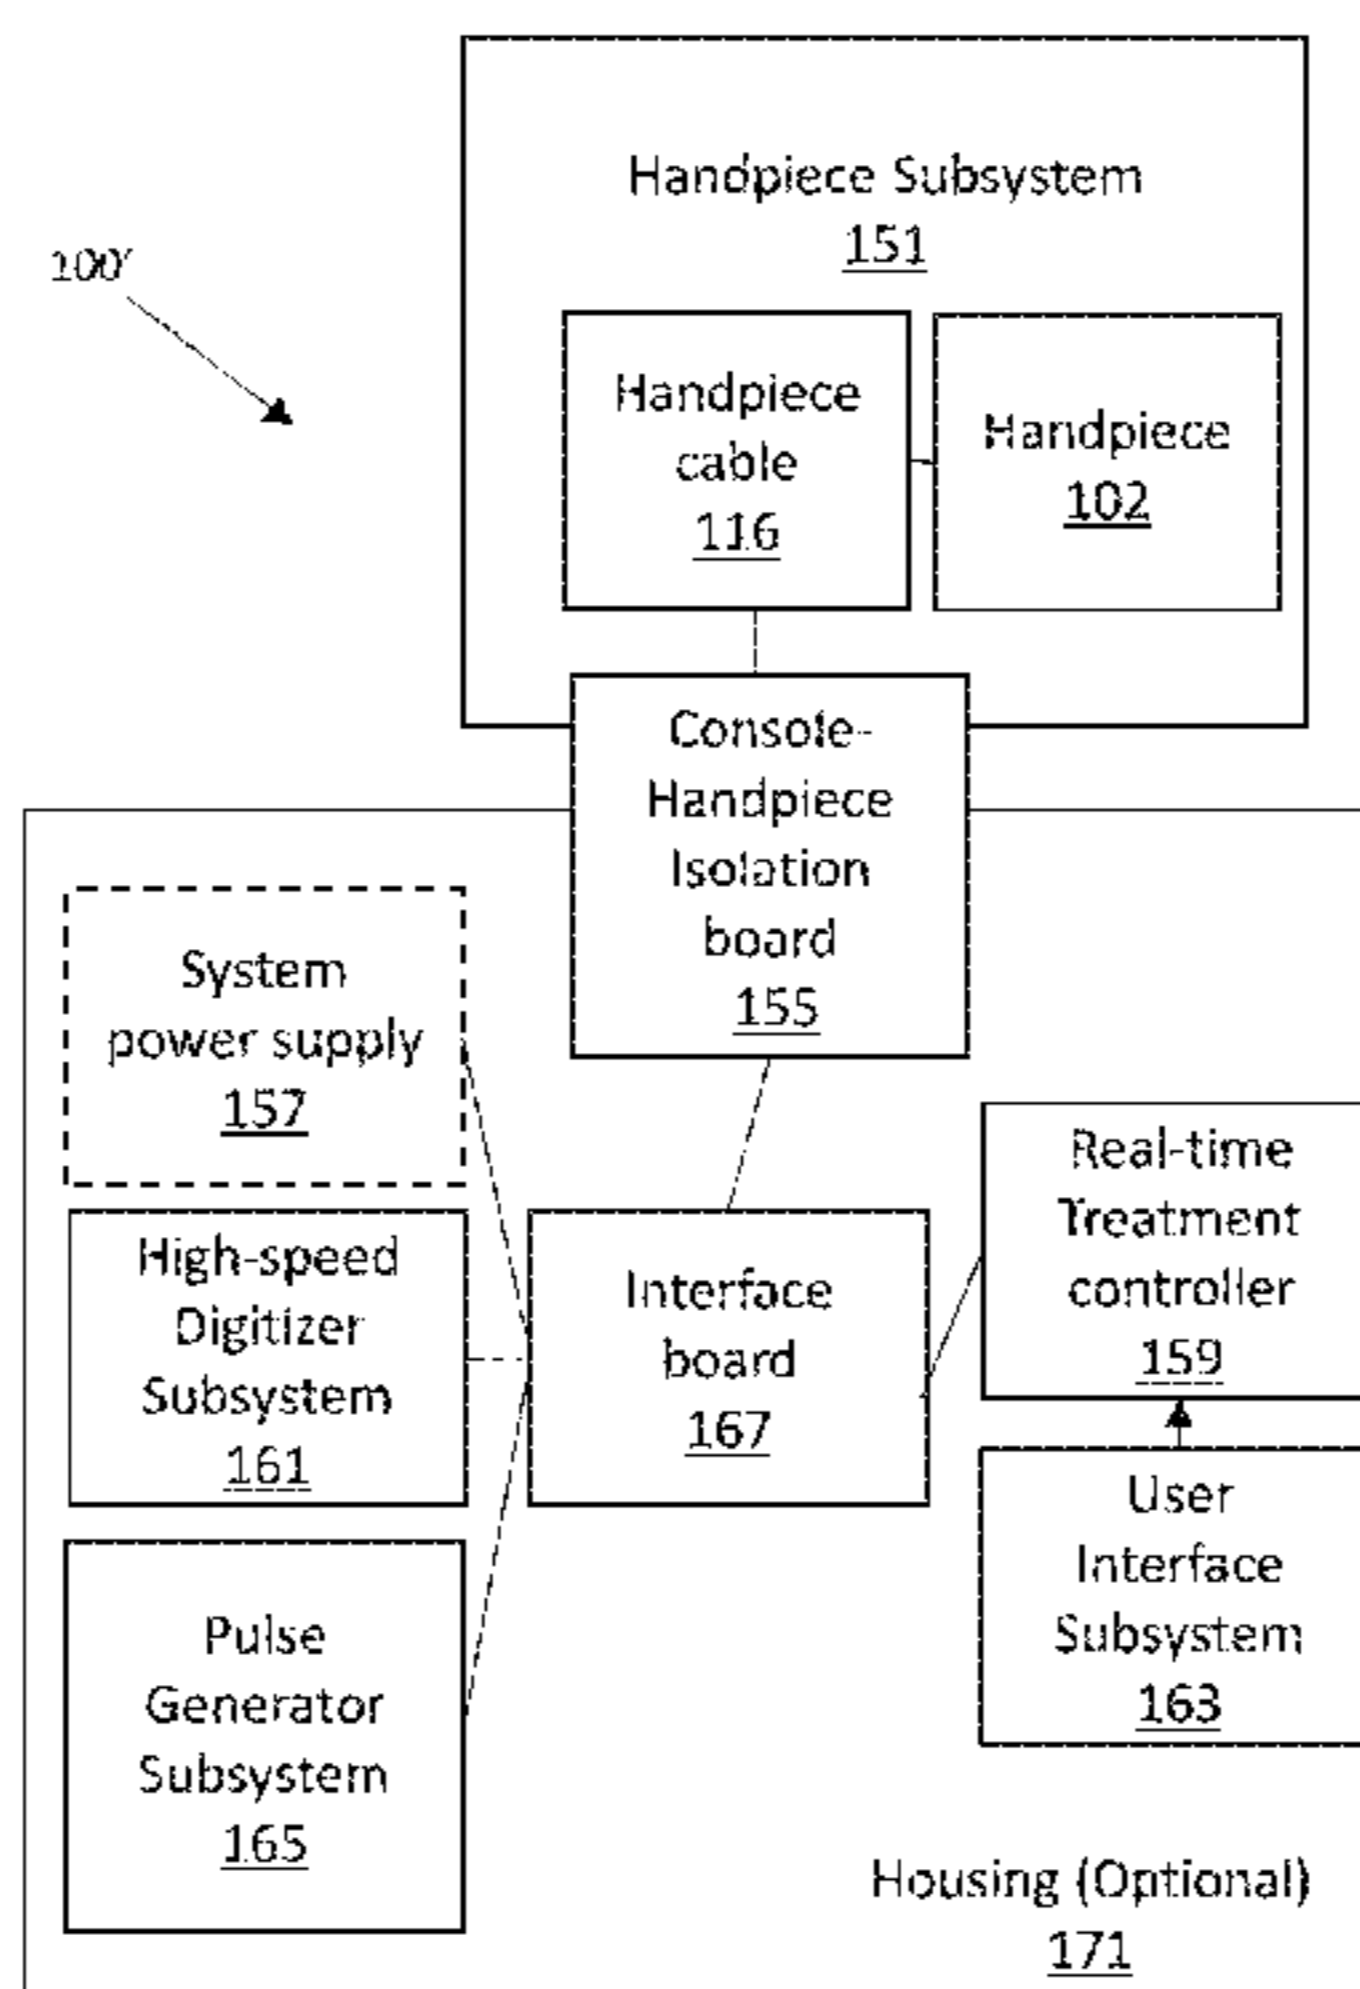 Handpiece Subsystem
151
100'
Handpiece
cable
116
Handpiece
102
Console-
Handpiece
Isolation
board
155
System
power supply
157
High-speed
Digitizer
Subsystem
161
Interface
board
167
Real-time
Treatment
controller
159
User
Interface
Subsystem
163
Pulse
Generator
Subsystem
165
Housing (Optional)
171